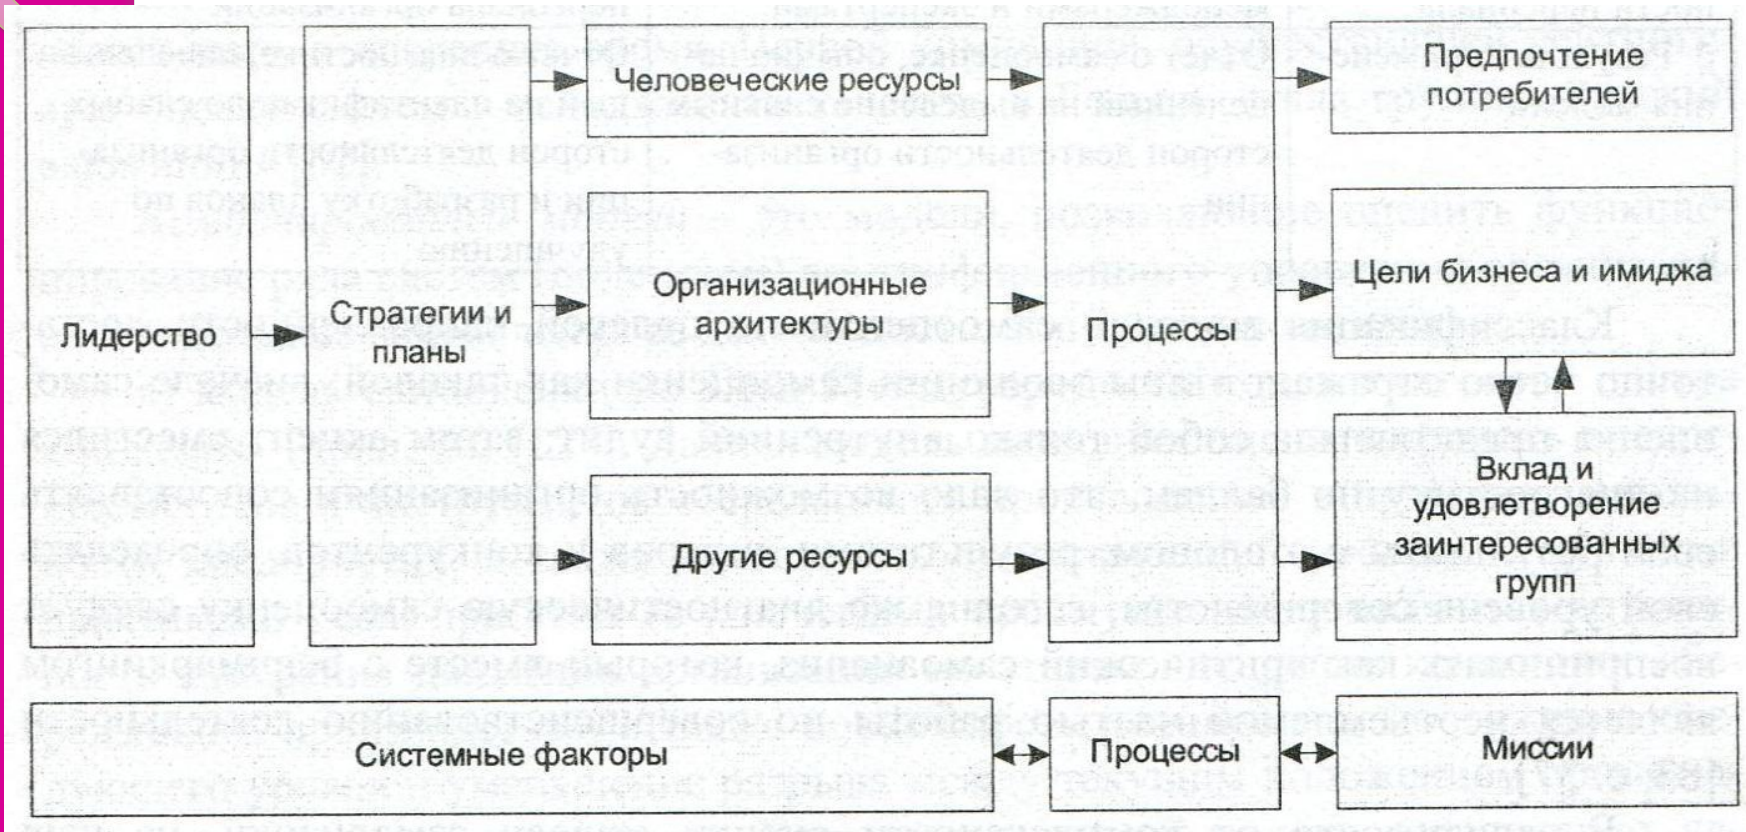 Человеческие ресурсы
Предпочтение
потребителей
Лидерство
Стратегии и
планы
Организационные
архитектуры
Процессы
Цели бизнеса и имиджа
Другие ресурсы
Вклад и
удовлетворение
заинтересованных
групп
Системные факторы
Процессы
Миссии